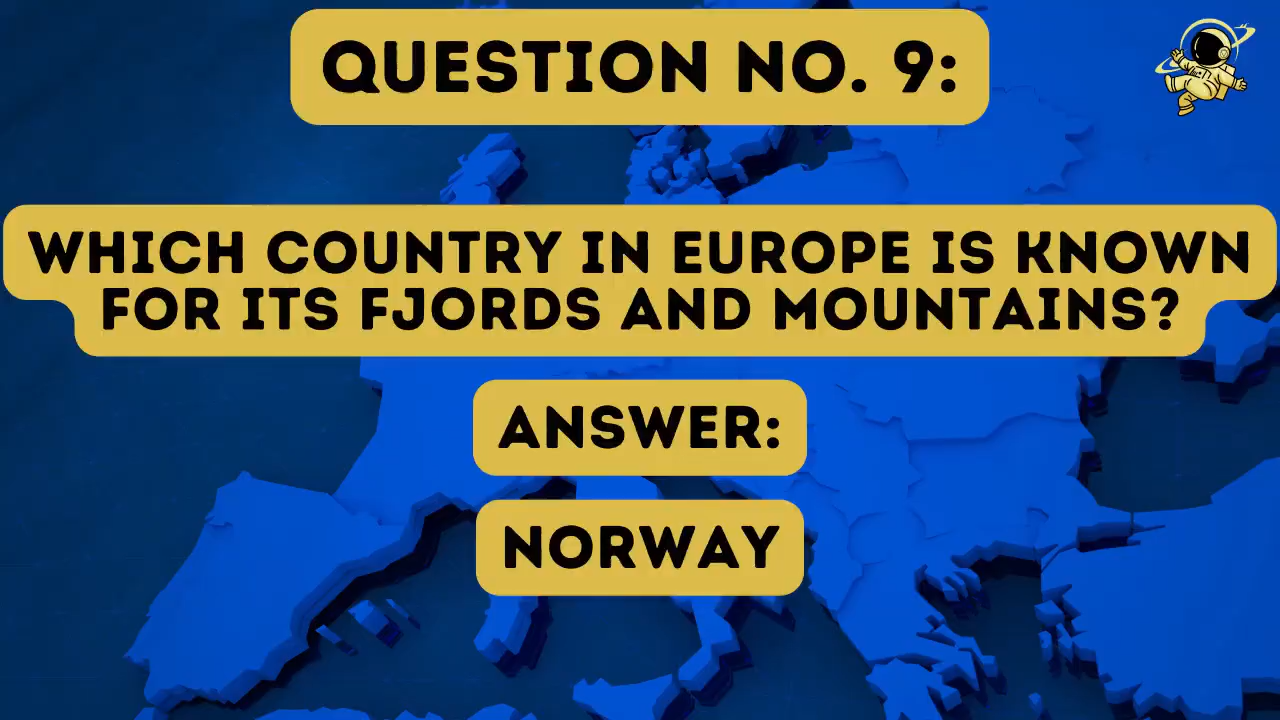 QUESTION NO. 9:
WHICH COUNTRY IN EUROPE IS KNOWN
FOR ITS FJORDS AND MOUNTAINS?
ANSWER:
NORWAY